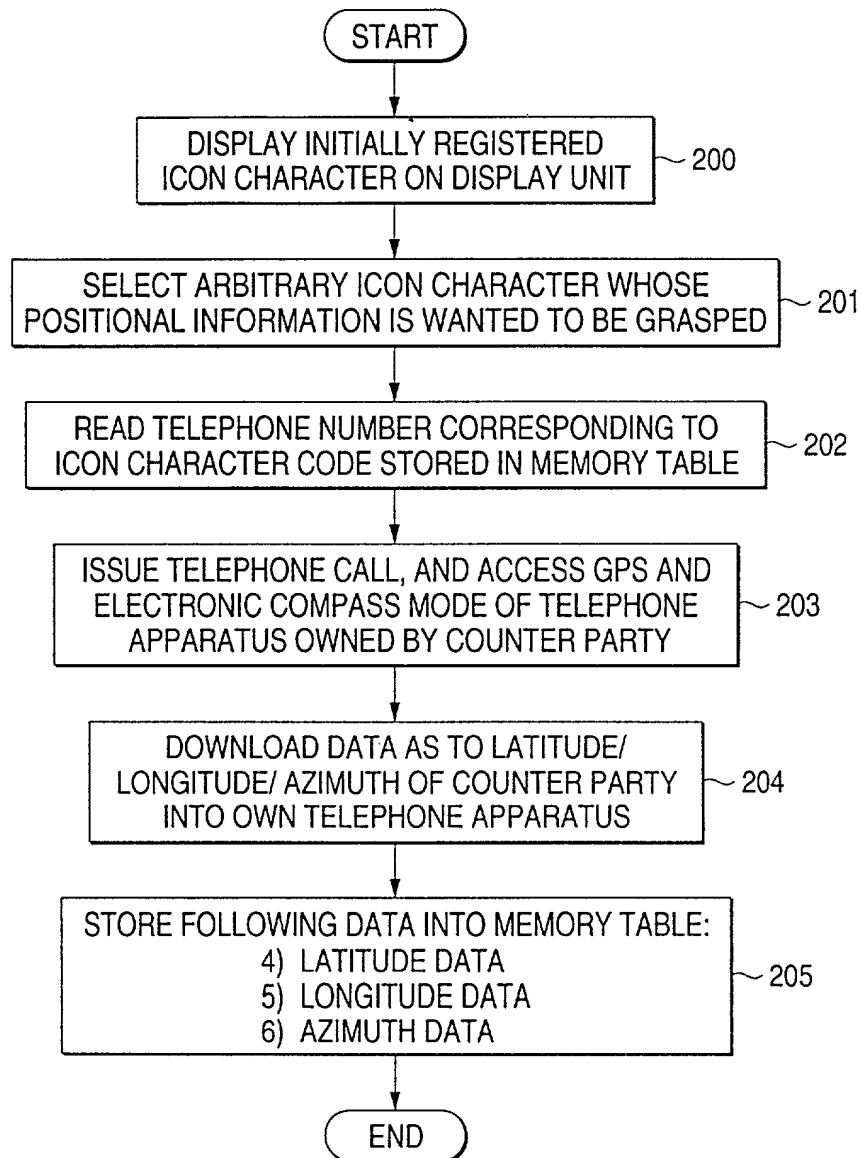 START
DISPLAY INITIALLY REGISTERED
ICON CHARACTER ON DISPLAY UNIT
200
SELECT ARBITRARY ICON CHARACTER WHOSE
POSITIONAL INFORMATION IS WANTED TO BE GRASPED
201
READ TELEPHONE NUMBER CORRESPONDING TO
ICON CHARACTER CODE STORED IN MEMORY TABLE
202
ISSUE TELEPHONE CALL, AND ACCESS GPS AND
ELECTRONIC COMPASS MODE OF TELEPHONE
APPARATUS OWNED BY COUNTER PARTY
203
DOWNLOAD DATA AS TO LATITUDE/
LONGITUDE/ AZIMUTH OF COUNTER PARTY
INTO OWN TELEPHONE APPARATUS
204
STORE FOLLOWING DATA INTO MEMORY TABLE:
4) LATITUDE DATA
5) LONGITUDE DATA
6) AZIMUTH DATA
205
END